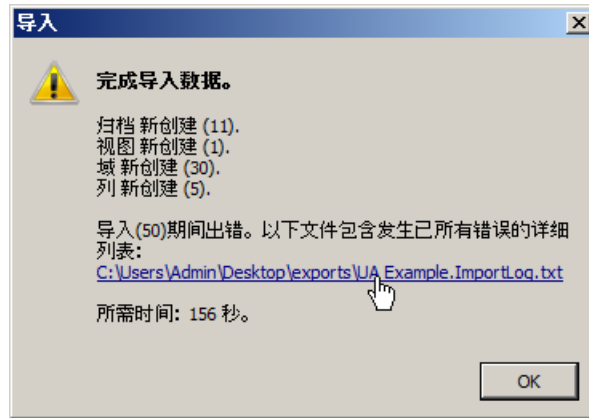 导入
完成导入数据。
归档 新创建 (11).
视图 新创建 (1).
域 新创建 (30).
列 新创建 (5).
导入(50)期间出错。以下文件包含发生已所有错误的详细
列表:
C:\Users\Admin\Desktop\exports\UA Example.ImportLog.txt
所需时间: 156 秒。
OK